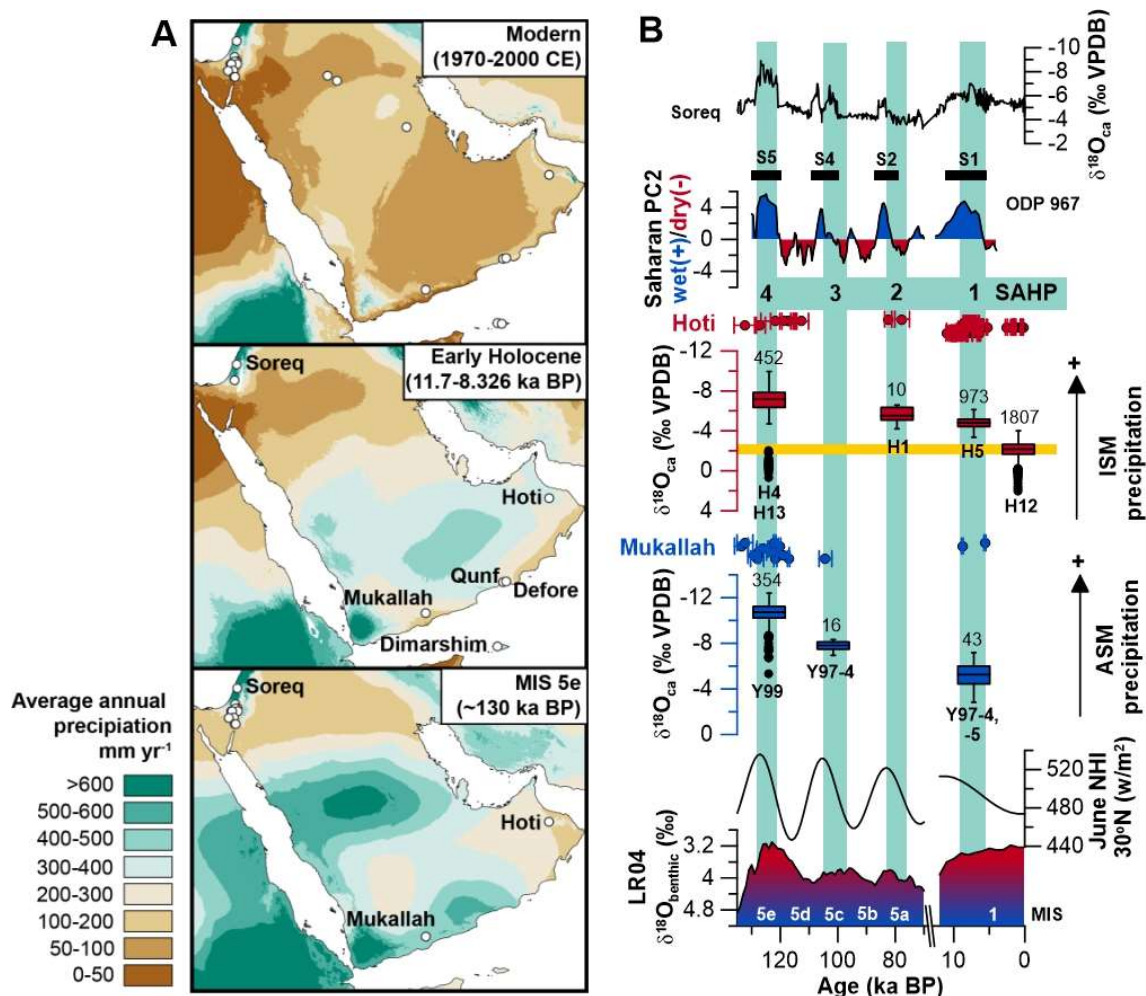 A
Modern
(1970-2000 CE)
Early Holocene
(11.7-8.326 ka BP)
Soreq
Hoti
Qunf
Defore
Mukallah
Dimarshim
MIS 5e
(~130 ka BP)
Soreq
Hoti
Mukallah
Average annual
precipiation
mm yr⁻¹
>600
500-600
400-500
300-400
200-300
100-200
50-100
0-50
B
Soreq
-10
-8
-6
-4
-2
δ¹⁸O_ca (‰ VPDB)
S5
S4
S2
S1
ODP 967
Saharan PC2
wet(+)/dry(-)
4
0
-4
4
3
2
1
SAHP
Hoti
-12
-8
-4
0
4
δ¹⁸O_ca (‰ VPDB)
452
10
973
1807
H1
H5
H4
H13
H12
+
ISM
precipitation
Mukallah
-12
-8
-4
0
δ¹⁸O_ca (‰ VPDB)
354
16
43
Y99
Y97-4
Y97-4,
-5
+
ASM
precipitation
520
480
440
June NHI
30°N (w/m²)
LR04
δ¹⁸O_benthic (‰)
3.2
4
4.8
5e
5d
5c
5b
5a
1
MIS
120
100
80
10
0
Age (ka BP)